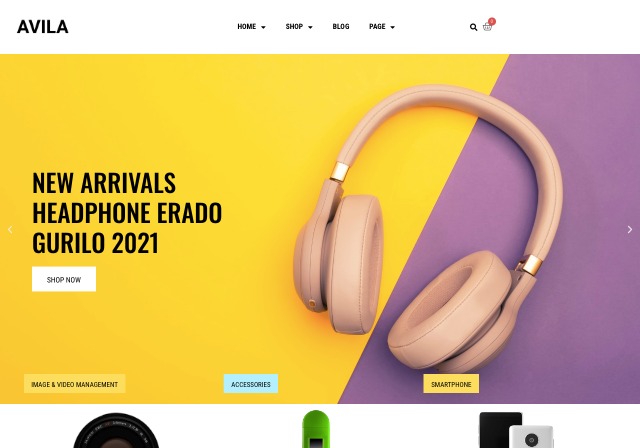 AVILA
HOME SHOP BLOG PAGE
0
NEW ARRIVALS
HEADPHONE ERADO
GURILO 2021
SHOP NOW
IMAGE & VIDEO MANAGEMENT
ACCESSORIES
SMARTPHONE